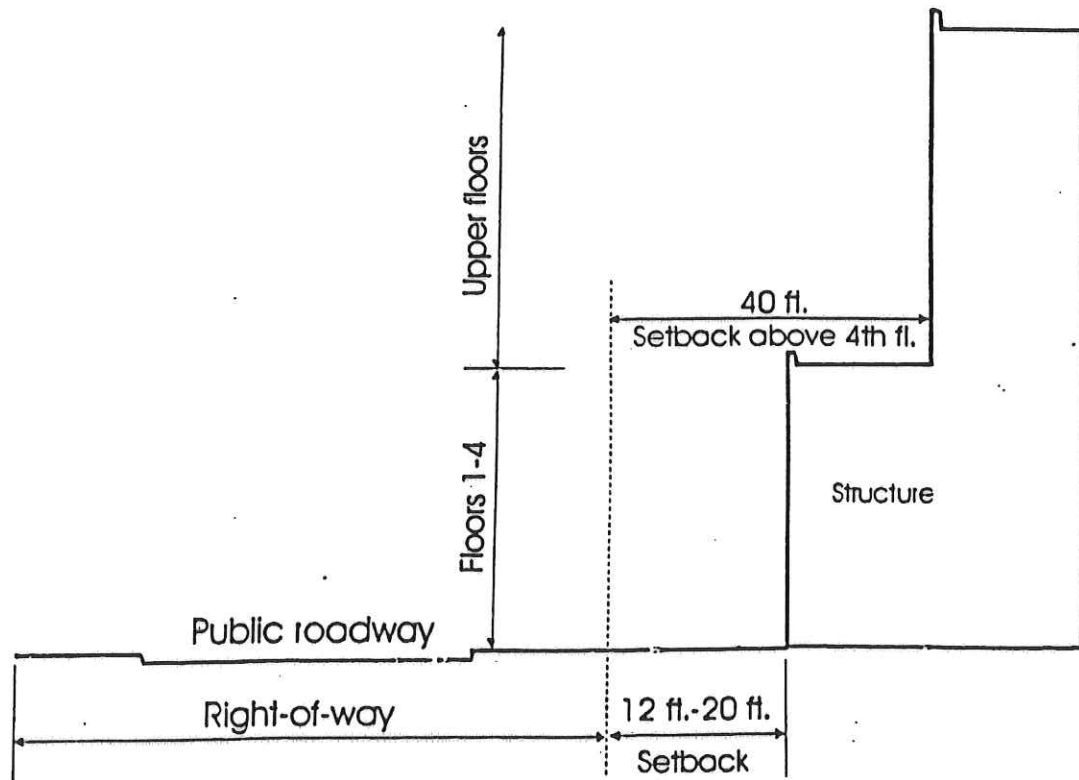 Upper floors
40 ft.
Setback above 4th fl.
Floors 1-4
Structure
Public roadway
Right-of-way
12 ft.-20 ft.
Setback